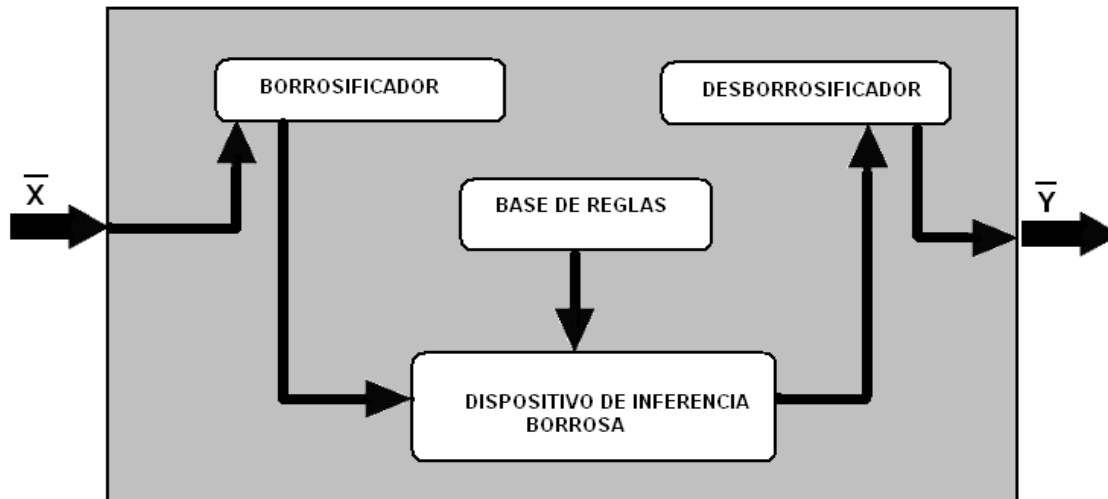 BORROSIFICADOR
DESBORROSIFICADOR
X̅
BASE DE REGLAS
Y̅
DISPOSITIVO DE INFERENCIA
BORROSA